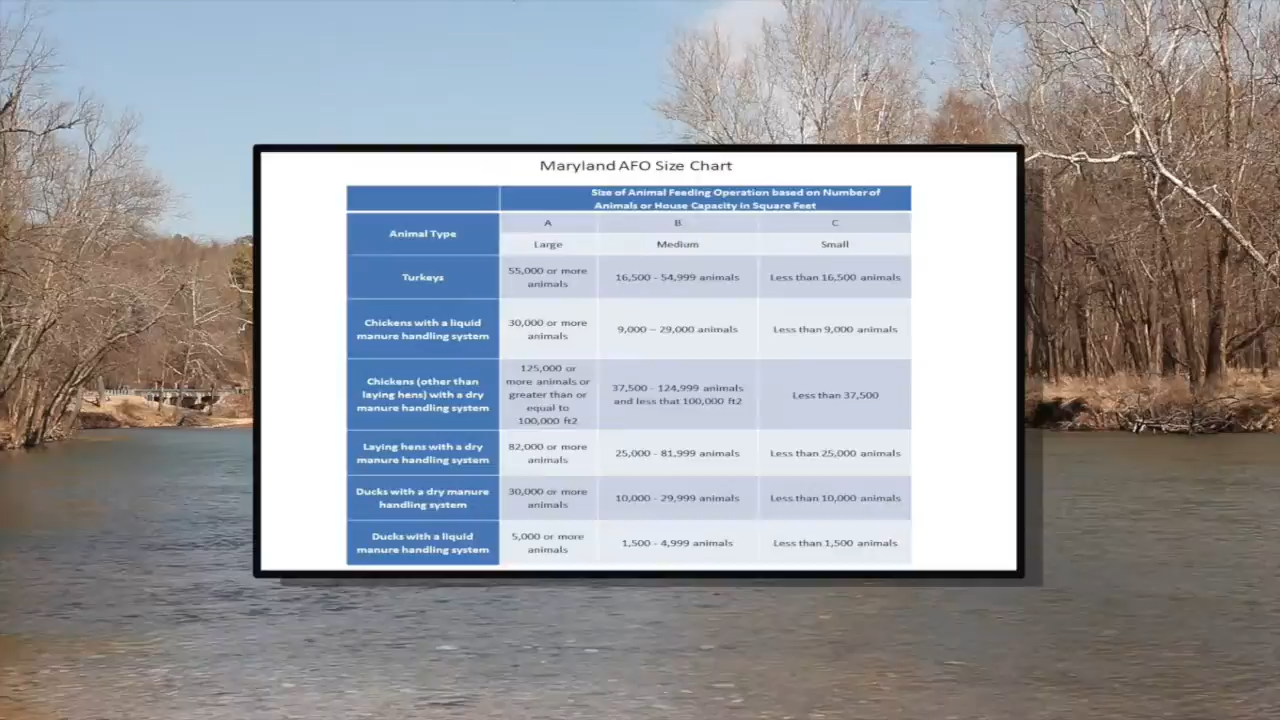 Maryland AFO Size Chart
Size of Animal Feeding Operation based on Number of
Animals or House Capacity in Square Feet
Animal Type
A
B
C
Large
Medium
Small
Turkeys
55,000 or more
animals
16,500 - 54,999 animals
Less than 16,500 animals
Chickens with a liquid
manure handling system
30,000 or more
animals
9,000 – 29,000 animals
Less than 9,000 animals
Chickens (other than
laying hens) with a dry
manure handling system
125,000 or
more animals or
greater than or
equal to
100,000 ft2
37,500 - 124,999 animals
and less that 100,000 ft2
Less than 37,500
Laying hens with a dry
manure handling system
82,000 or more
animals
25,000 - 81,999 animals
Less than 25,000 animals
Ducks with a dry manure
handling system
30,000 or more
animals
10,000 - 29,999 animals
Less than 10,000 animals
Ducks with a liquid
manure handling system
5,000 or more
animals
1,500 - 4,999 animals
Less than 1,500 animals